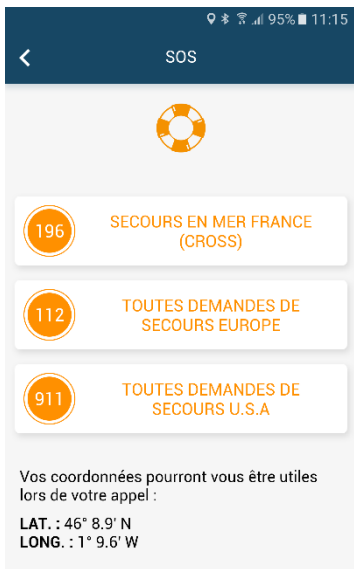 95% 11:15
SOS
196
SECOURS EN MER FRANCE
(CROSS)
112
TOUTES DEMANDES DE
SECOURS EUROPE
911
TOUTES DEMANDES DE
SECOURS U.S.A
Vos coordonnées pourront vous être utiles
lors de votre appel :
LAT. : 46° 8.9' N
LONG. : 1° 9.6' W